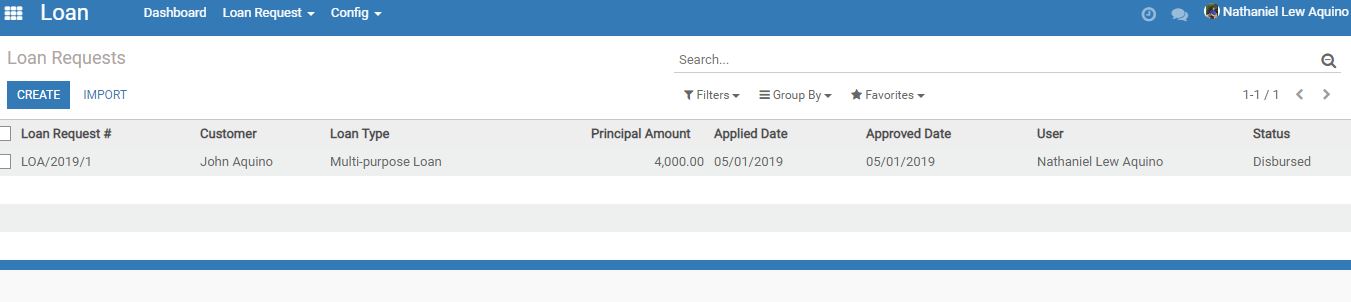 Loan Dashboard Loan Request Config Nathaniel Lew Aquino
Loan Requests Search...
CREATE IMPORT Filters Group By Favorites 1-1 / 1
Loan Request # Customer Loan Type Principal Amount Applied Date Approved Date User Status
LOA/2019/1 John Aquino Multi-purpose Loan 4,000.00 05/01/2019 05/01/2019 Nathaniel Lew Aquino Disbursed